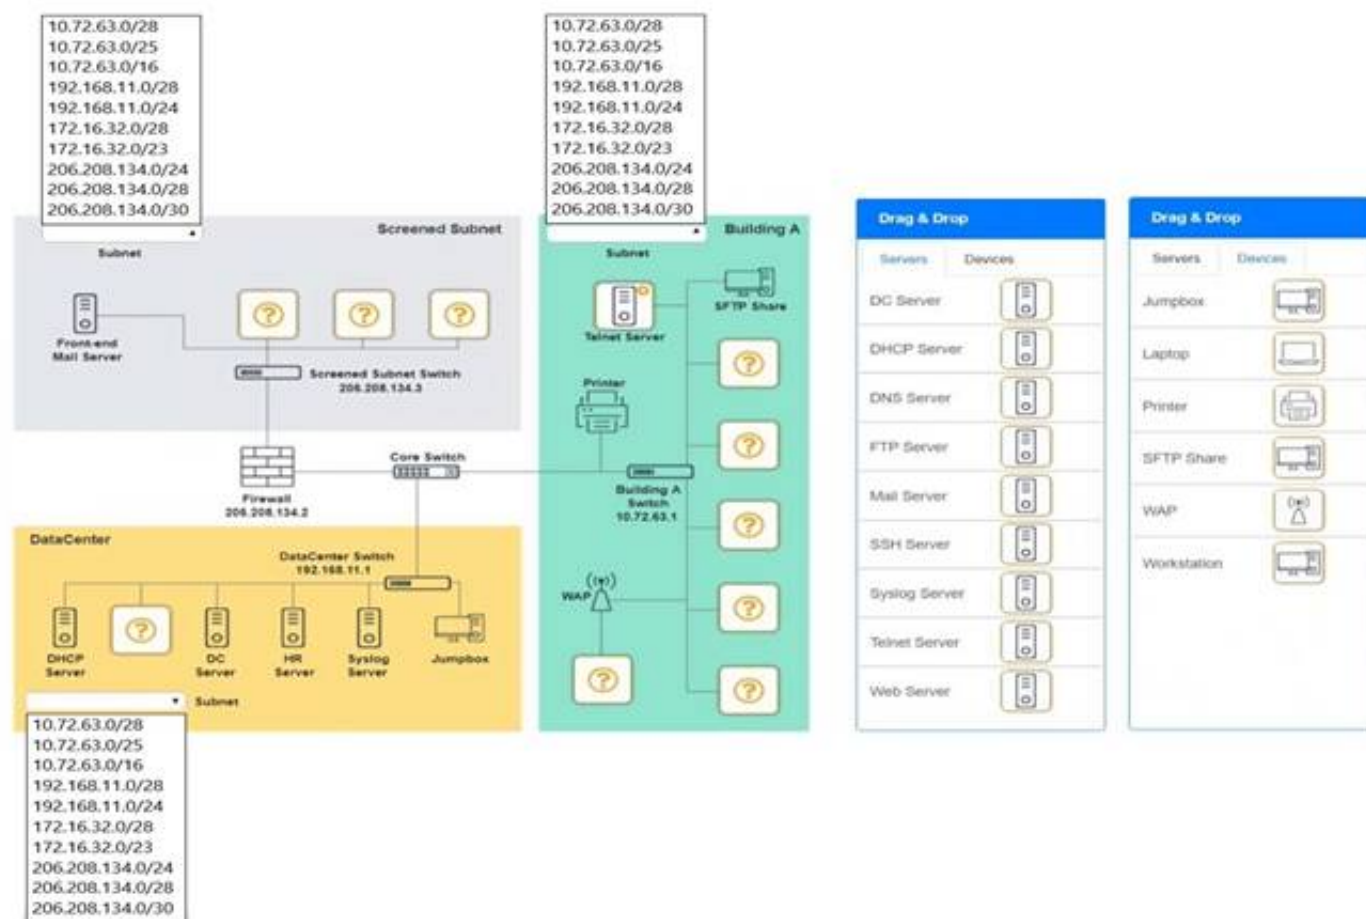 10.72.63.0/28
10.72.63.0/25
10.72.63.0/16
192.168.11.0/28
192.168.11.0/24
172.16.32.0/28
172.16.32.0/23
206.208.134.0/24
206.208.134.0/28
206.208.134.0/30
Screened Subnet
Subnet
Front-end
Mail Server
?
?
?
Screened Subnet Switch
206.208.134.3
Firewall
206.208.134.2
Core Switch
10.72.63.0/28
10.72.63.0/25
10.72.63.0/16
192.168.11.0/28
192.168.11.0/24
172.16.32.0/28
172.16.32.0/23
206.208.134.0/24
206.208.134.0/28
206.208.134.0/30
Building A
Subnet
Telnet Server
SFTP Share
Printer
?
?
Building A
Switch
10.72.63.1
?
WAP
?
?
?
DataCenter
DataCenter Switch
192.168.11.1
DHCP
Server
?
DC
Server
HR
Server
Syslog
Server
Jumpbox
Subnet
10.72.63.0/28
10.72.63.0/25
10.72.63.0/16
192.168.11.0/28
192.168.11.0/24
172.16.32.0/28
172.16.32.0/23
206.208.134.0/24
206.208.134.0/28
206.208.134.0/30
Drag & Drop
Servers Devices
DC Server
DHCP Server
DNS Server
FTP Server
Mail Server
SSH Server
Syslog Server
Telnet Server
Web Server
Drag & Drop
Servers Devices
Jumpbox
Laptop
Printer
SFTP Share
WAP
Workstation